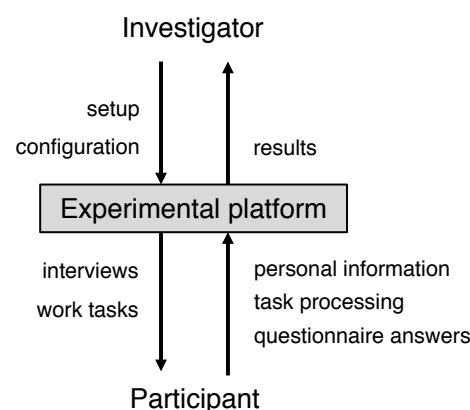 Investigator
setup
configuration
results
Experimental platform
interviews
work tasks
personal information
task processing
questionnaire answers
Participant